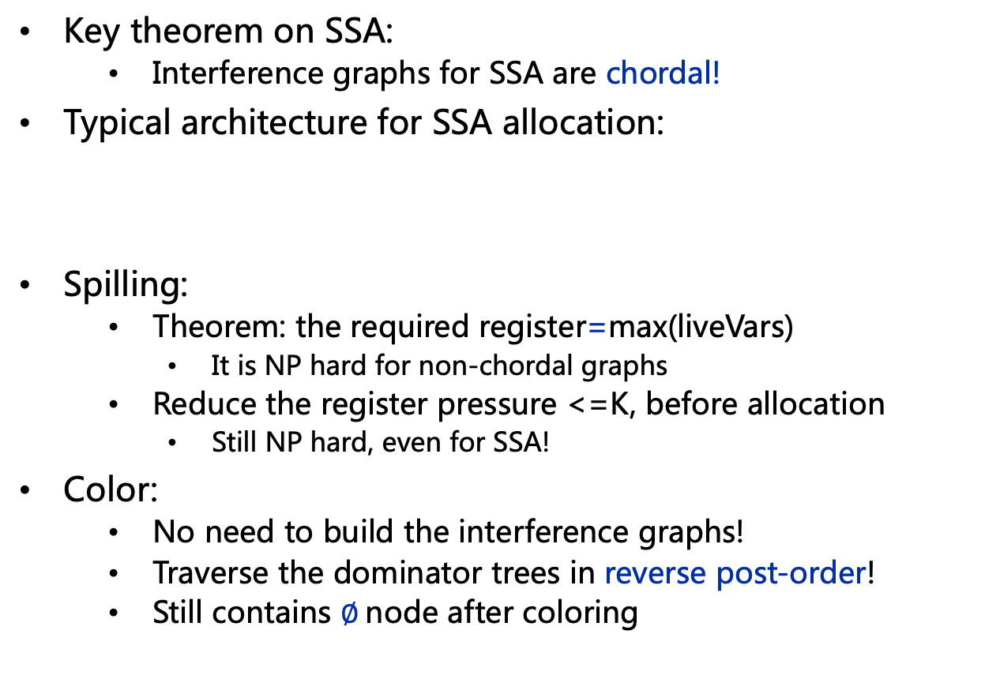 • Key theorem on SSA:
• Interference graphs for SSA are chordal!
• Typical architecture for SSA allocation:
• Spilling:
• Theorem: the required register=max(liveVars)
• It is NP hard for non-chordal graphs
• Reduce the register pressure <=K, before allocation
• Still NP hard, even for SSA!
• Color:
• No need to build the interference graphs!
• Traverse the dominator trees in reverse post-order!
• Still contains ∅ node after coloring